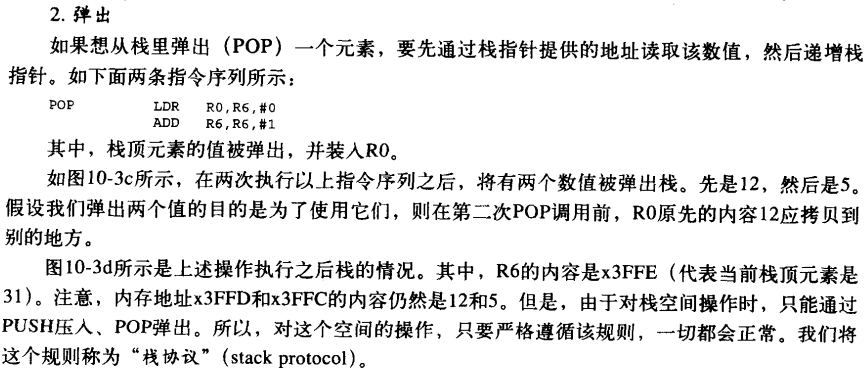 2. 弹出
如果想从栈里弹出（POP）一个元素，要先通过栈指针提供的地址读取该数值，然后递增栈
指针。如下面两条指令序列所示：
POP LDR R0,R6,#0
ADD R6,R6,#1
其中，栈顶元素的值被弹出，并装入R0。
如图10-3c所示，在两次执行以上指令序列之后，将有两个数值被弹出栈。先是12，然后是5。
假设我们弹出两个值的目的是为了使用它们，则在第二次POP调用前，R0原先的内容12应拷贝到
别的地方。
图10-3d所示是上述操作执行之后栈的情况。其中，R6的内容是x3FFE（代表当前栈顶元素是
31）。注意，内存地址x3FFD和x3FFC的内容仍然是12和5。但是，由于对栈空间操作时，只能通过
PUSH压入、POP弹出。所以，对这个空间的操作，只要严格遵循该规则，一切都会正常。我们将
这个规则称为“栈协议”（stack protocol）。